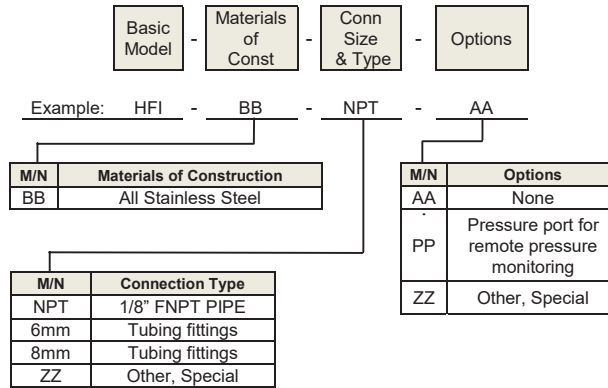 Basic Model - Materials of Const - Conn Size & Type - Options
Example: HFI - BB - NPT - AA
M/N Materials of Construction
BB All Stainless Steel
M/N Options
AA None
PP Pressure port for remote pressure monitoring
ZZ Other, Special
M/N Connection Type
NPT 1/8” FNPT PIPE
6mm Tubing fittings
8mm Tubing fittings
ZZ Other, Special